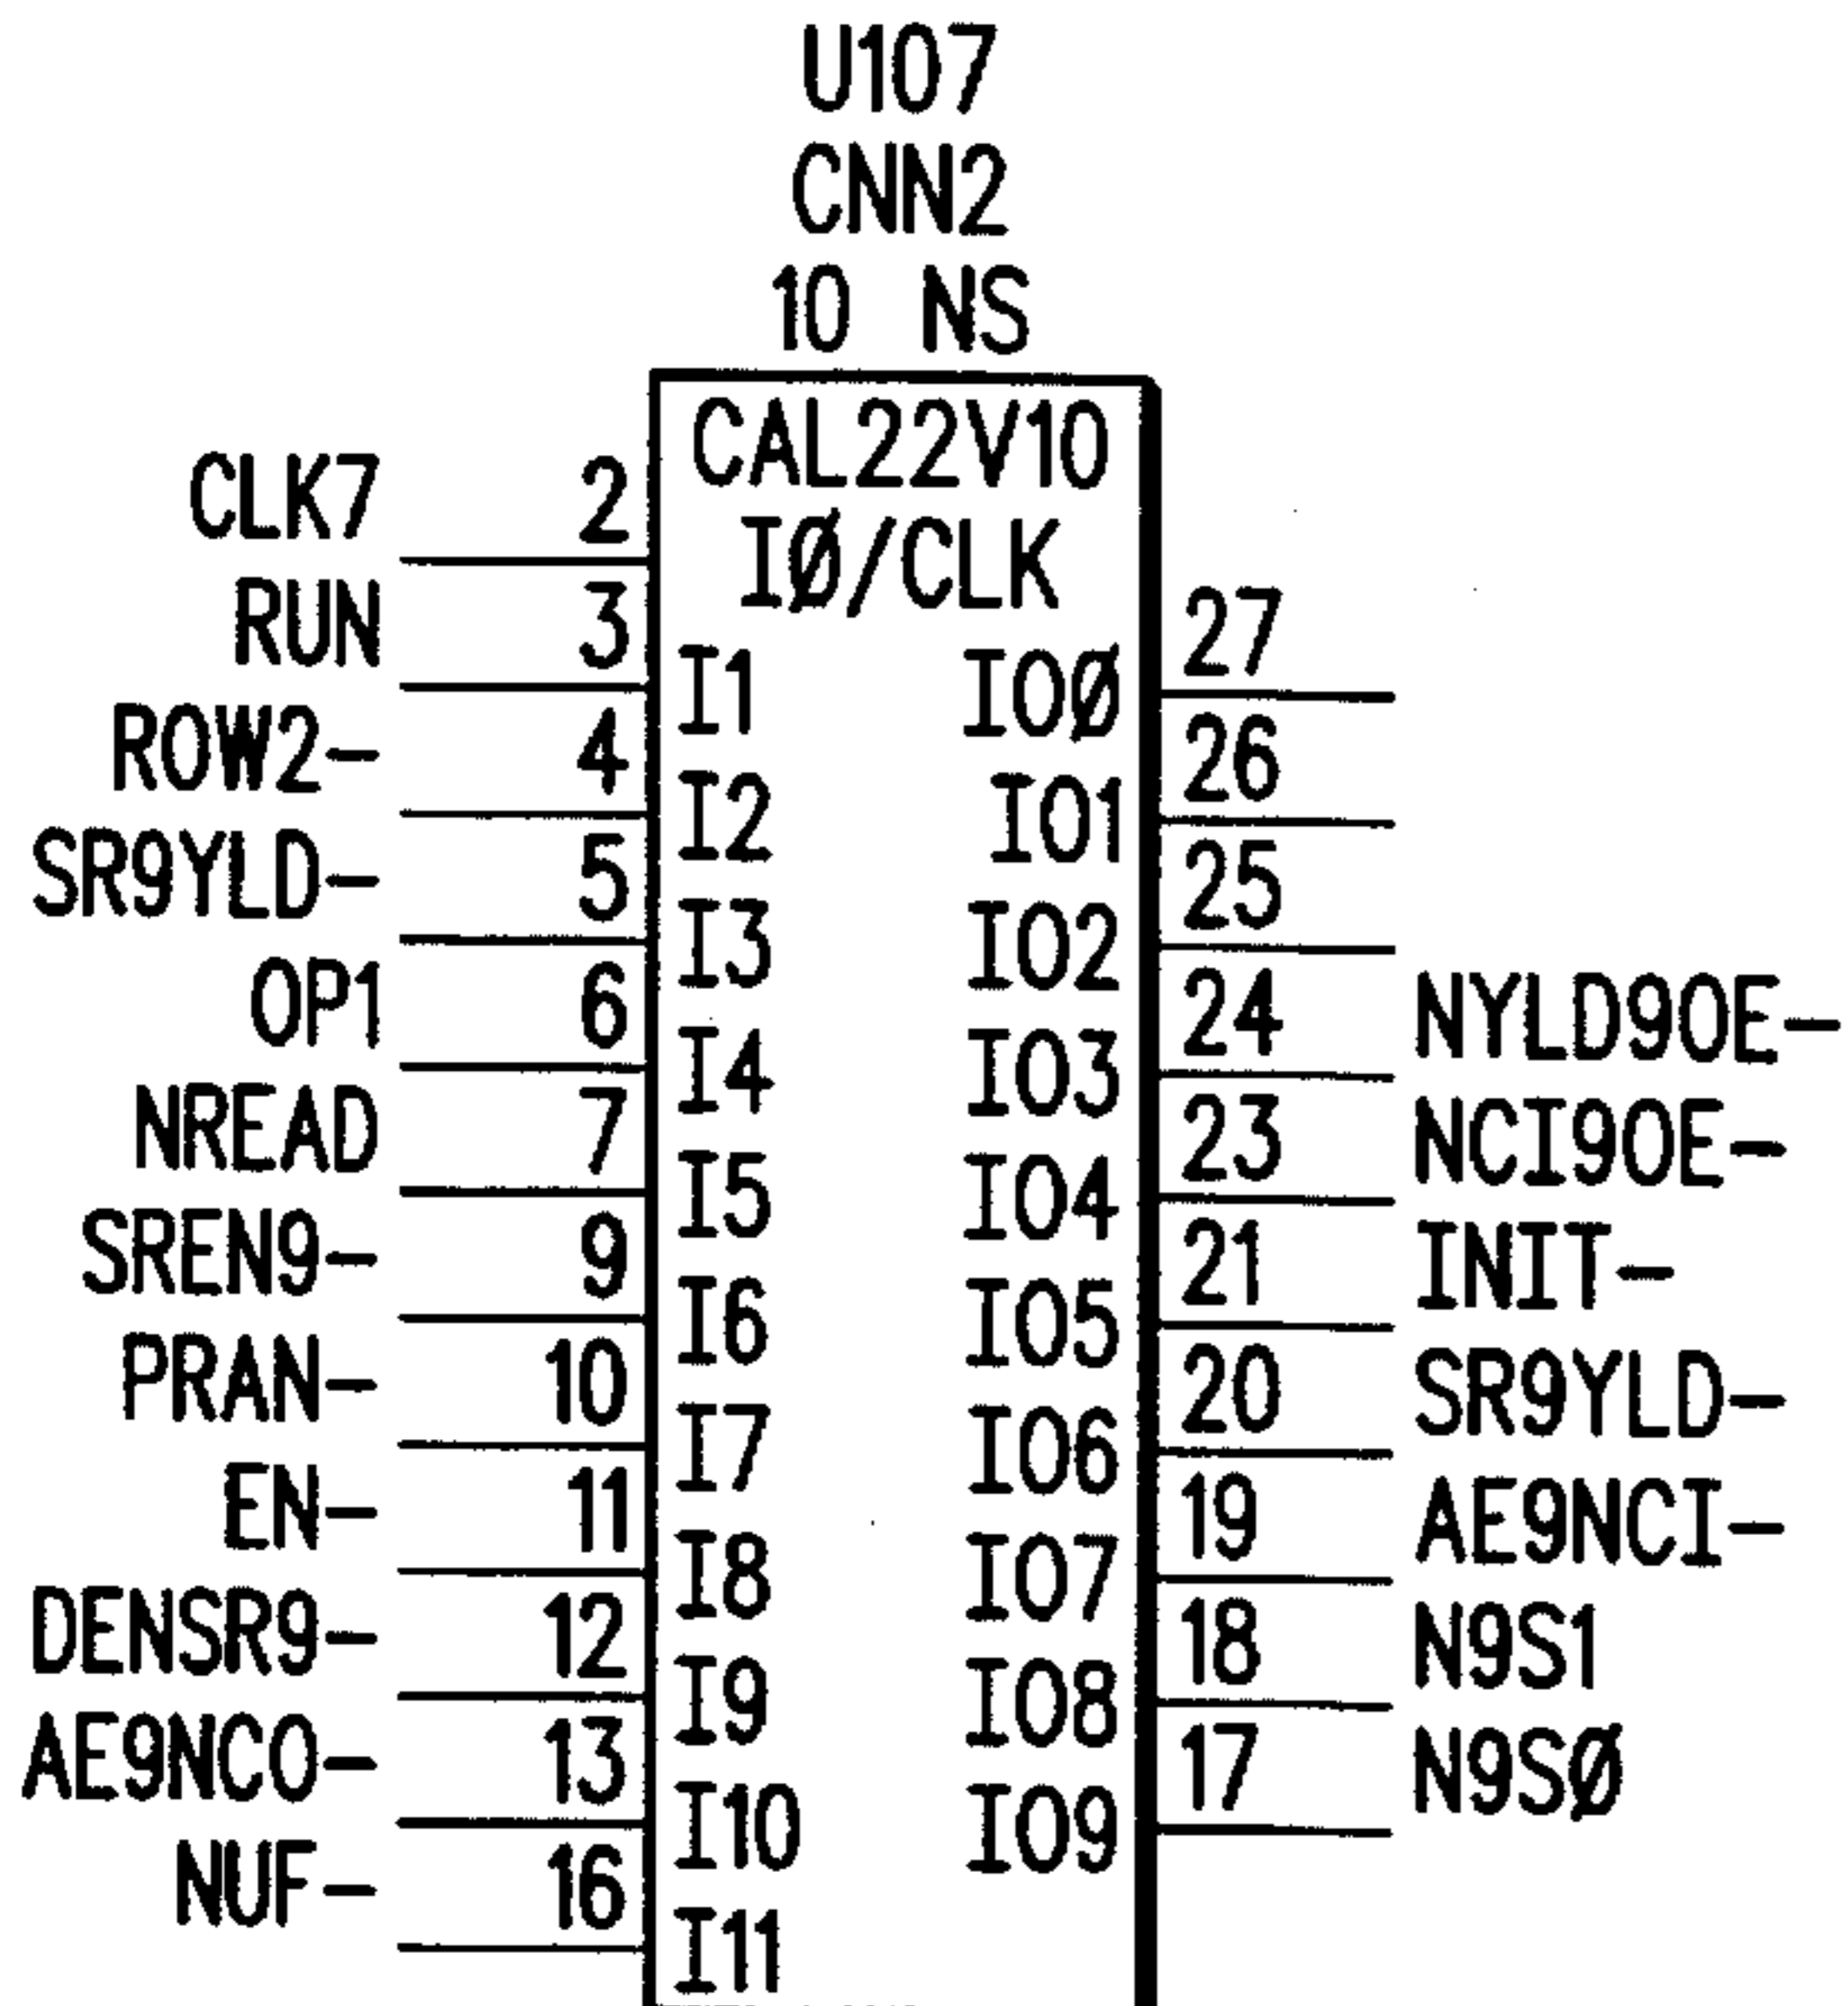 U107
CNN2
10 NS
CAL22V10
CLK7 2 IØ/CLK
RUN 3 I1 IOØ 27
ROW2- 4 I2 IO1 26
SR9YLD- 5 I3 IO2 25
OP1 6 I4 IO3 24 NYLD9OE-
NREAD 7 I5 IO4 23 NCI9OE-
SREN9- 9 I6 IO5 21 INIT-
PRAN- 10 I7 IO6 20 SR9YLD-
EN- 11 I8 IO7 19 AE9NCI-
DENSR9- 12 I9 IO8 18 N9S1
AE9NCO- 13 I10 IO9 17 N9SØ
NUF- 16 I11